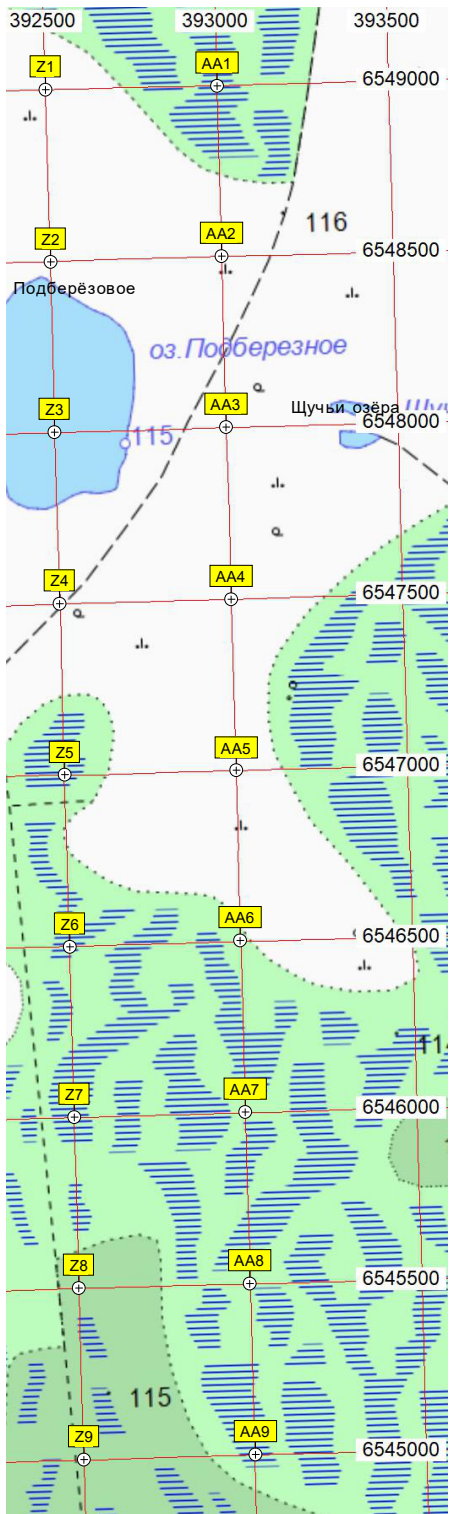 392500 393000 393500
Z1 AA1 6549000
116
Z2 AA2 6548500
Подберёзовое
оз.Подберезное
Z3 AA3 Щучьи озёра 6548000
115
Z4 AA4 6547500
Z5 AA5 6547000
Z6 AA6 6546500
Z7 AA7 6546000
Z8 AA8 6545500
115
Z9 AA9 6545000